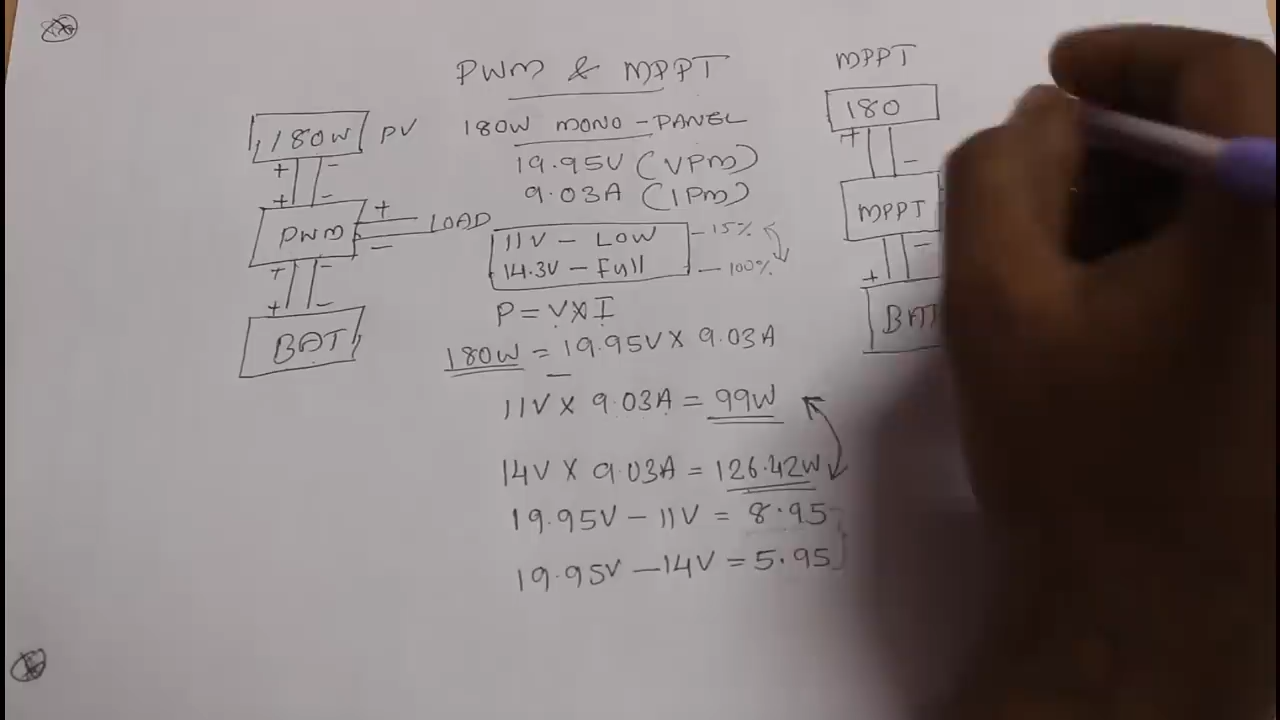 PWM & MPPT
180W PV
+ -
+ -
PWM
+
LOAD
-
+ -
+ -
BAT
180W MONO-PANEL
19.95V (VPM)
9.03A (IPM)
11V - LOW - 15%
14.3V - Full - 100%
P = VXI
180W = 19.95V X 9.03A
11V X 9.03A = 99W
14V X 9.03A = 126.42W
19.95V - 11V = 8.95
19.95V - 14V = 5.95
MPPT
180
+ -
MPPT
-
+
BAT